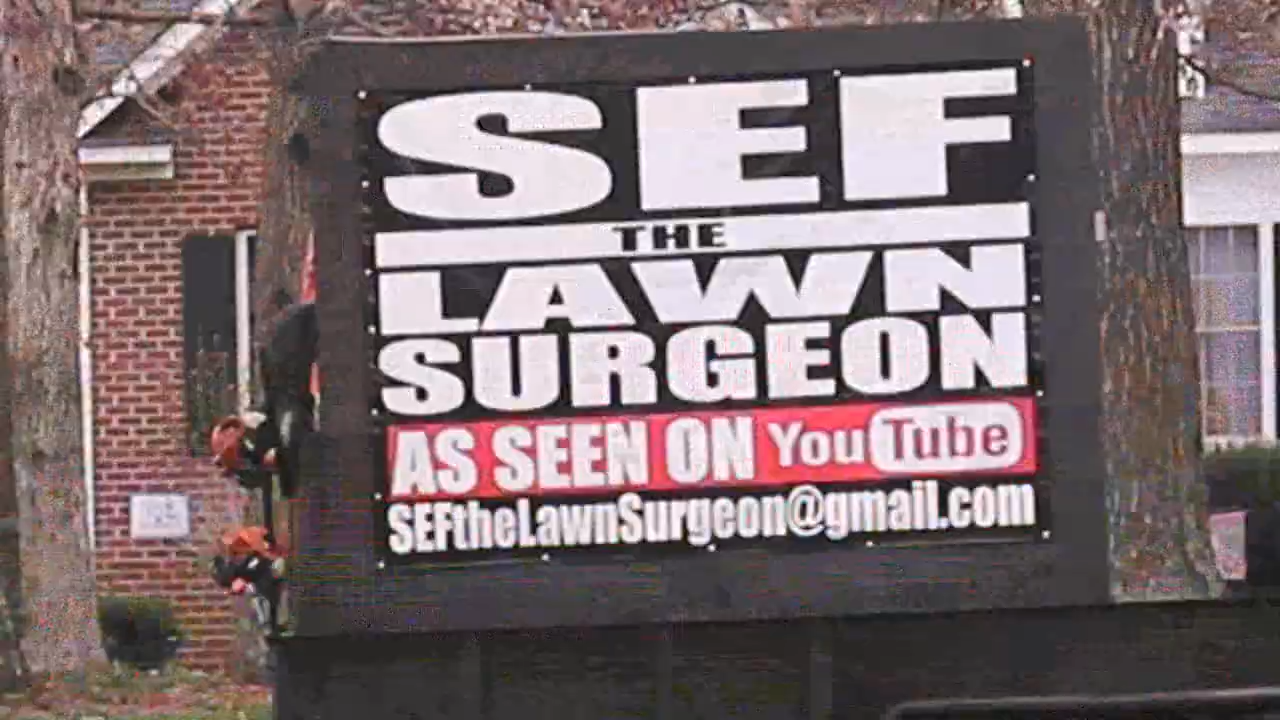 SEF
THE
LAWN
SURGEON
AS SEEN ON YouTube
SEFtheLawnSurgeon@gmail.com